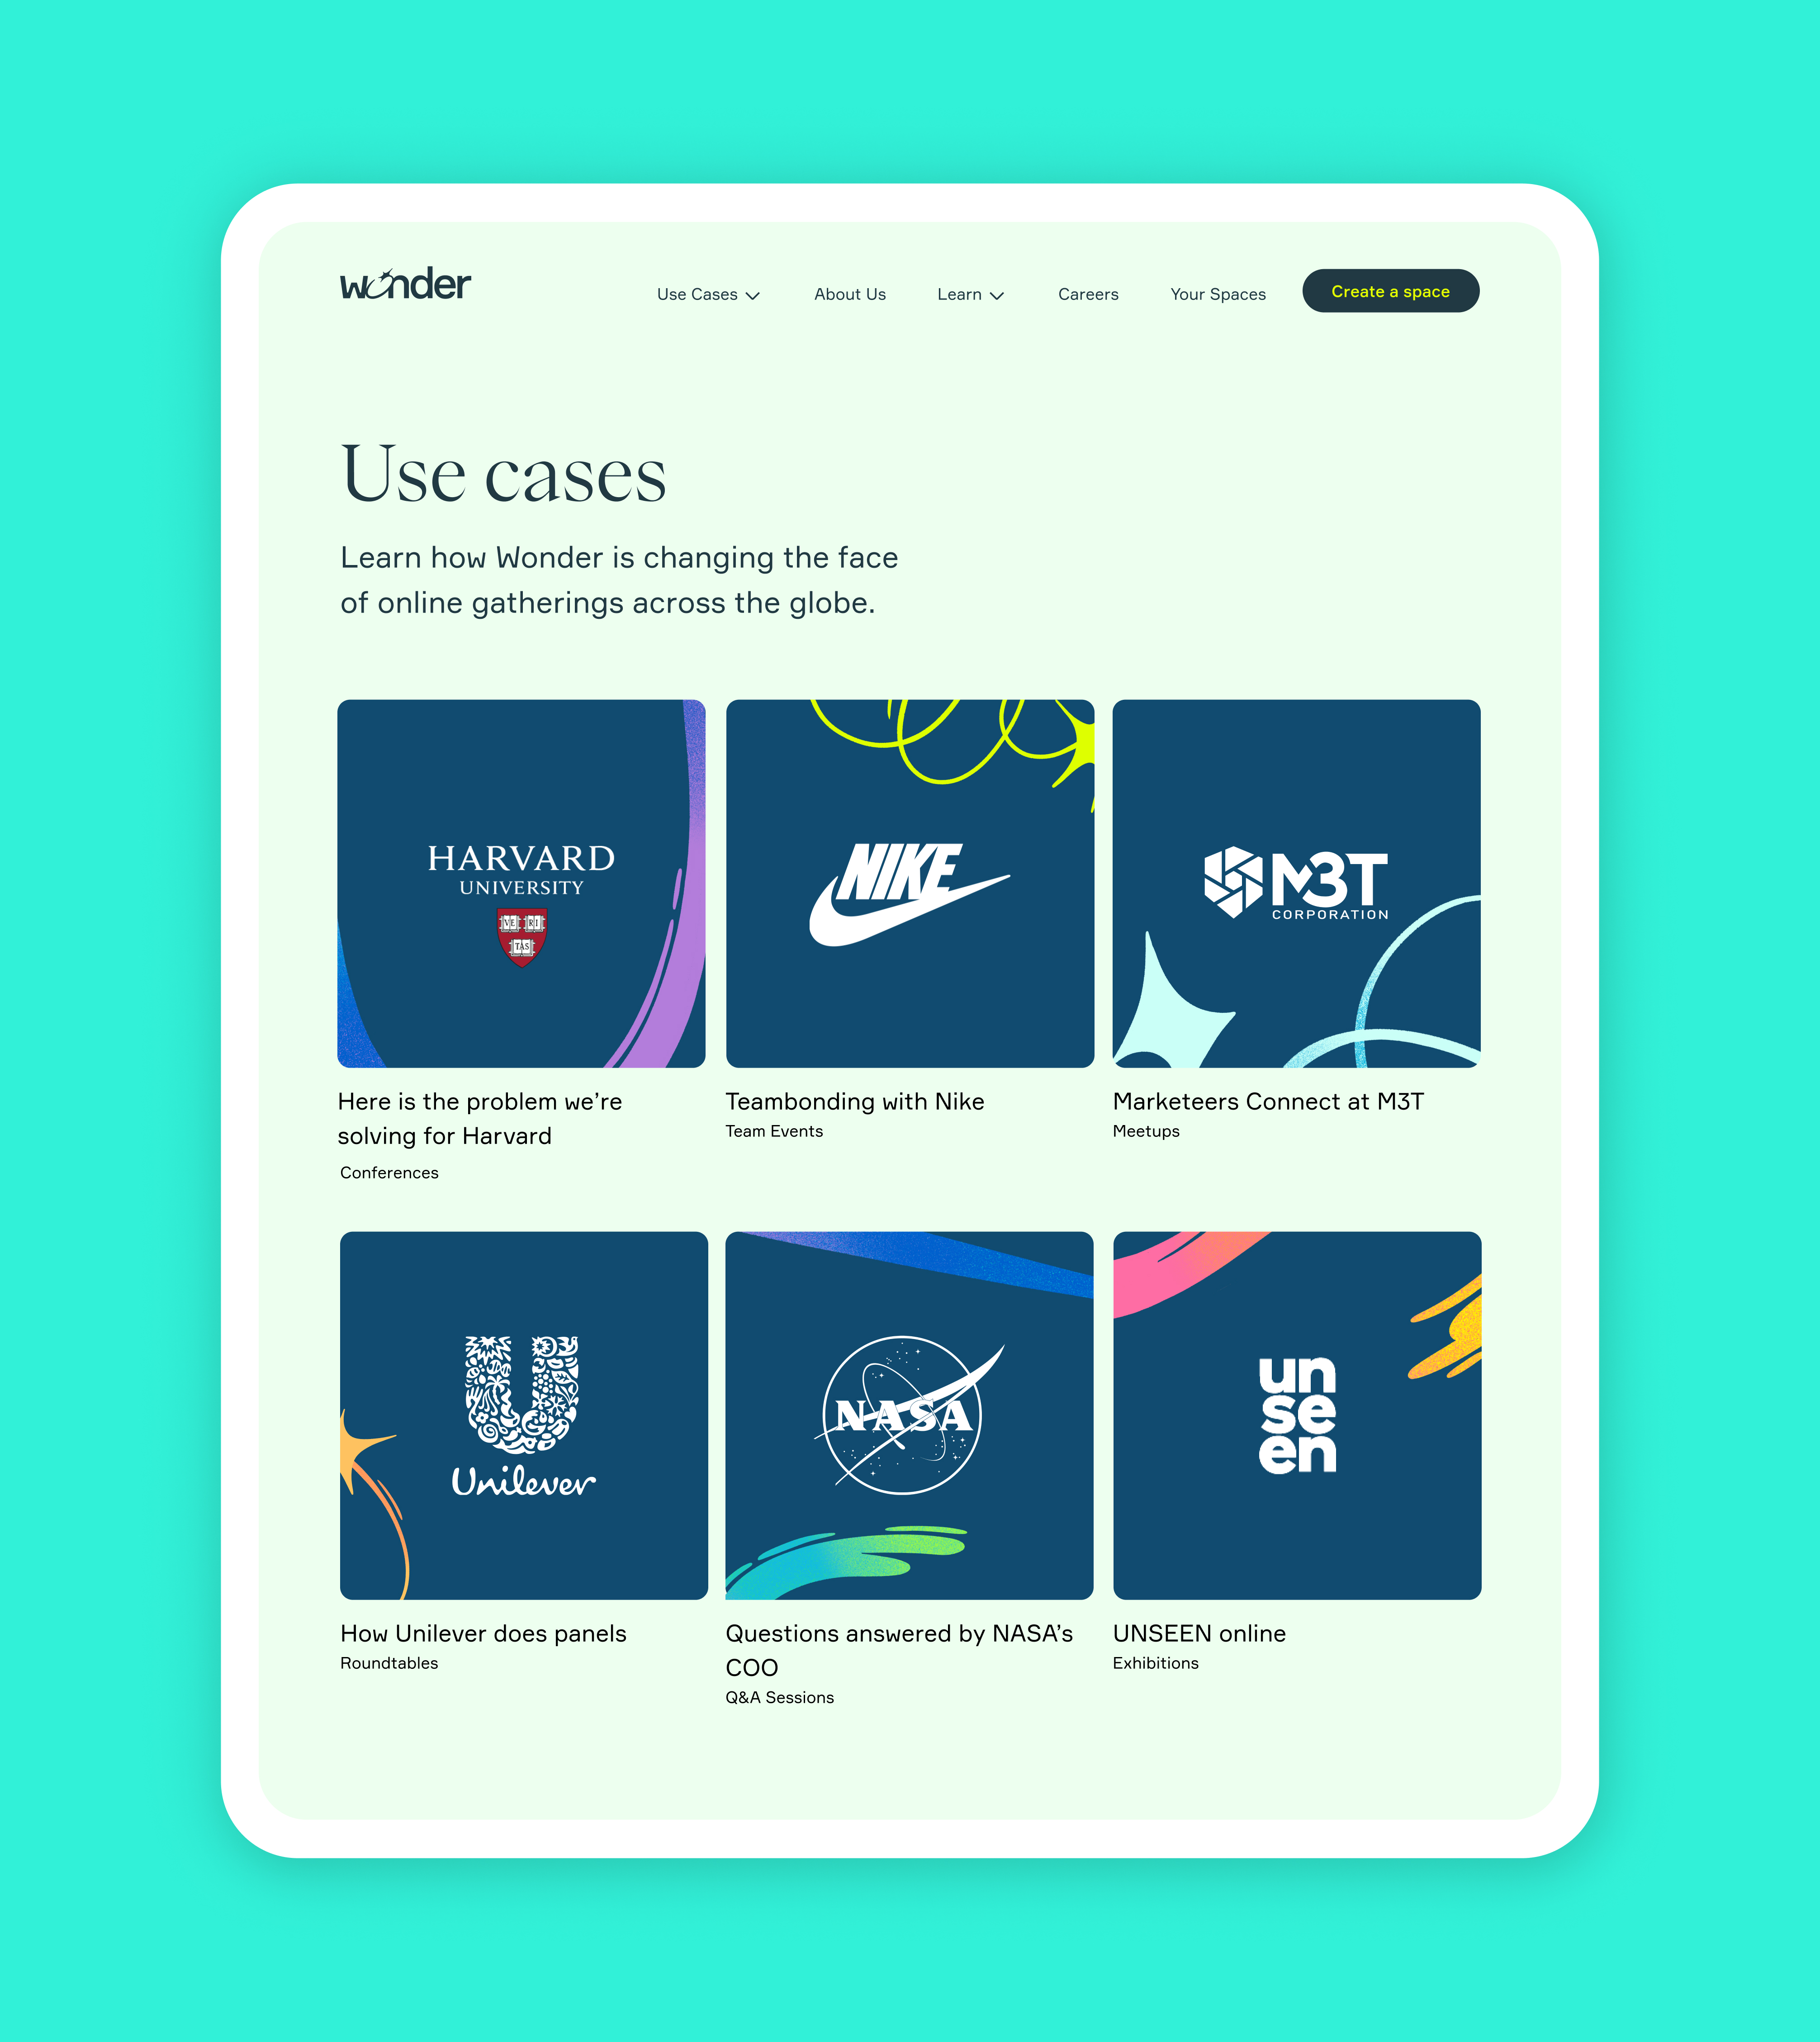 wonder
Use Cases
About Us
Learn
Careers
Your Spaces
Create a space
Use cases
Learn how Wonder is changing the face
of online gatherings across the globe.
HARVARD
UNIVERSITY
VE RI
TAS
NIKE
M3T
CORPORATION
Here is the problem we’re
solving for Harvard
Conferences
Teambonding with Nike
Team Events
Marketeers Connect at M3T
Meetups
U
Unilever
NASA
un
se
en
How Unilever does panels
Roundtables
Questions answered by NASA’s
COO
Q&A Sessions
UNSEEN online
Exhibitions